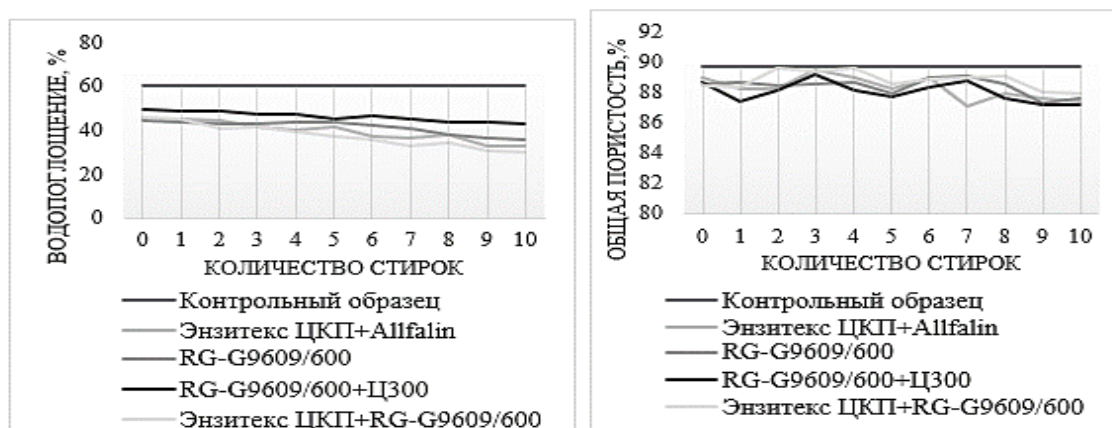 ВОДОПОГЛОЩЕНИЕ, %
80
60
40
20
0
0 1 2 3 4 5 6 7 8 9 10
КОЛИЧЕСТВО СТИРОК
Контрольный образец
Энзитекс ЦКП+Allfalin
RG-G9609/600
RG-G9609/600+Ц300
Энзитекс ЦКП+RG-G9609/600
ОБЩАЯ ПОРИСТОСТЬ,%
92
90
88
86
84
82
80
0 1 2 3 4 5 6 7 8 9 10
КОЛИЧЕСТВО СТИРОК
Контрольный образец
Энзитекс ЦКП+Allfalin
RG-G9609/600
RG-G9609/600+Ц300
Энзитекс ЦКП+RG-G9609/600